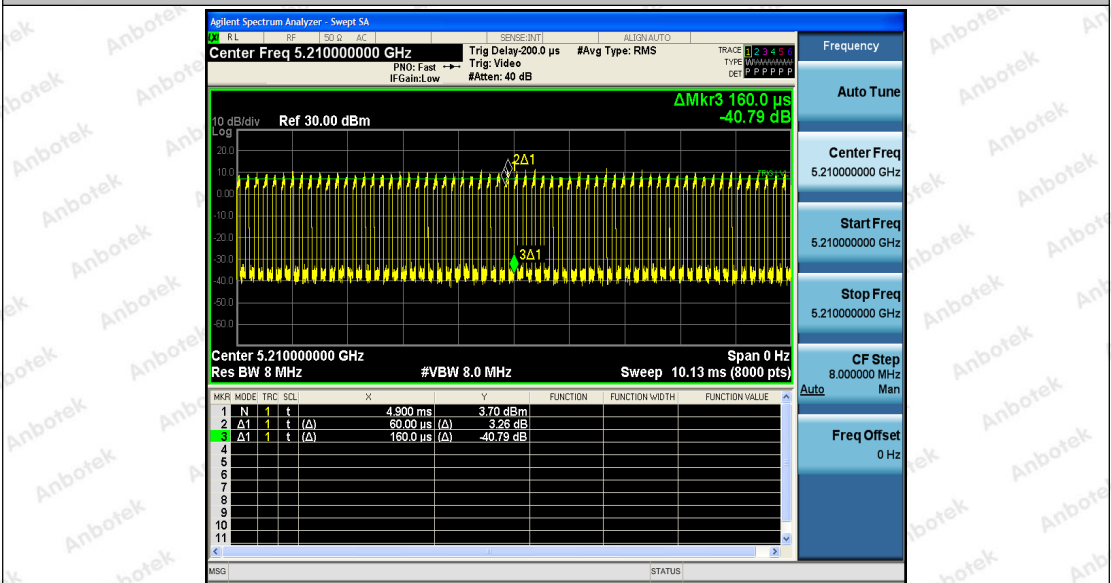 Agilent Spectrum Analyzer - Swept SA
RL RF 50 Ω AC SENSE:INT ALIGNAUTO
Center Freq 5.210000000 GHz
PNO: Fast
IFGain:Low
Trig Delay-200.0 µs
Trig: Video
#Atten: 40 dB
#Avg Type: RMS
TRACE 1 2 3 4 5 6
TYPE
DET P P P P P P
ΔMkr3 160.0 µs
-40.79 dB
10 dB/div Ref 30.00 dBm
Log
20.0
10.0
0.00
-10.0
-20.0
-30.0
-40.0
-50.0
-60.0
2Δ1
3Δ1
Center 5.210000000 GHz Span 0 Hz
Res BW 8 MHz #VBW 8.0 MHz Sweep 10.13 ms (8000 pts)
MKR MODE TRC SCL X Y FUNCTION FUNCTION WIDTH FUNCTION VALUE
1 N 1 t 4.900 ms 3.70 dBm
2 Δ1 1 t (Δ) 60.00 µs (Δ) 3.26 dB
3 Δ1 1 t (Δ) 160.0 µs (Δ) -40.79 dB
4
5
6
7
8
9
10
11
MSG STATUS
Frequency
Auto Tune
Center Freq
5.210000000 GHz
Start Freq
5.210000000 GHz
Stop Freq
5.210000000 GHz
CF Step
8.000000 MHz
Auto Man
Freq Offset
0 Hz
Anbotek